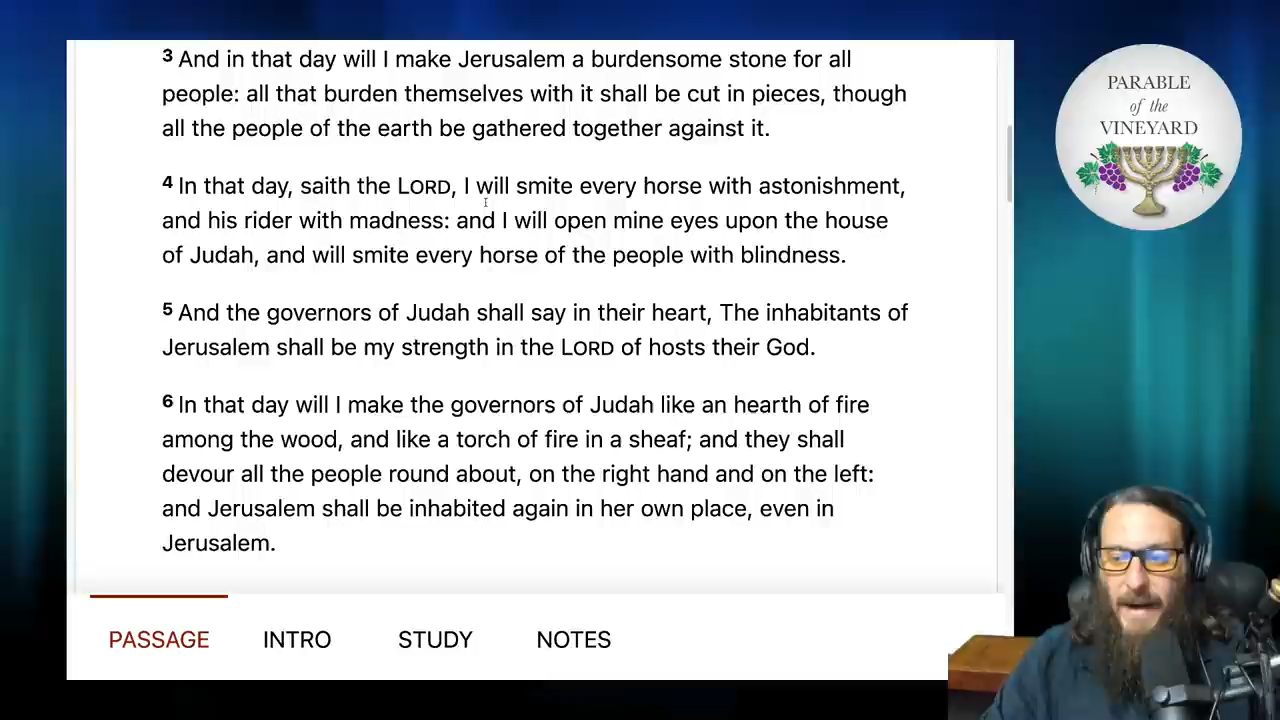 3 And in that day will I make Jerusalem a burdensome stone for all
people: all that burden themselves with it shall be cut in pieces, though
all the people of the earth be gathered together against it.
4 In that day, saith the LORD, I will smite every horse with astonishment,
and his rider with madness: and I will open mine eyes upon the house
of Judah, and will smite every horse of the people with blindness.
5 And the governors of Judah shall say in their heart, The inhabitants of
Jerusalem shall be my strength in the LORD of hosts their God.
6 In that day will I make the governors of Judah like an hearth of fire
among the wood, and like a torch of fire in a sheaf; and they shall
devour all the people round about, on the right hand and on the left:
and Jerusalem shall be inhabited again in her own place, even in
Jerusalem.
PASSAGE INTRO STUDY NOTES
PARABLE
of the
VINEYARD